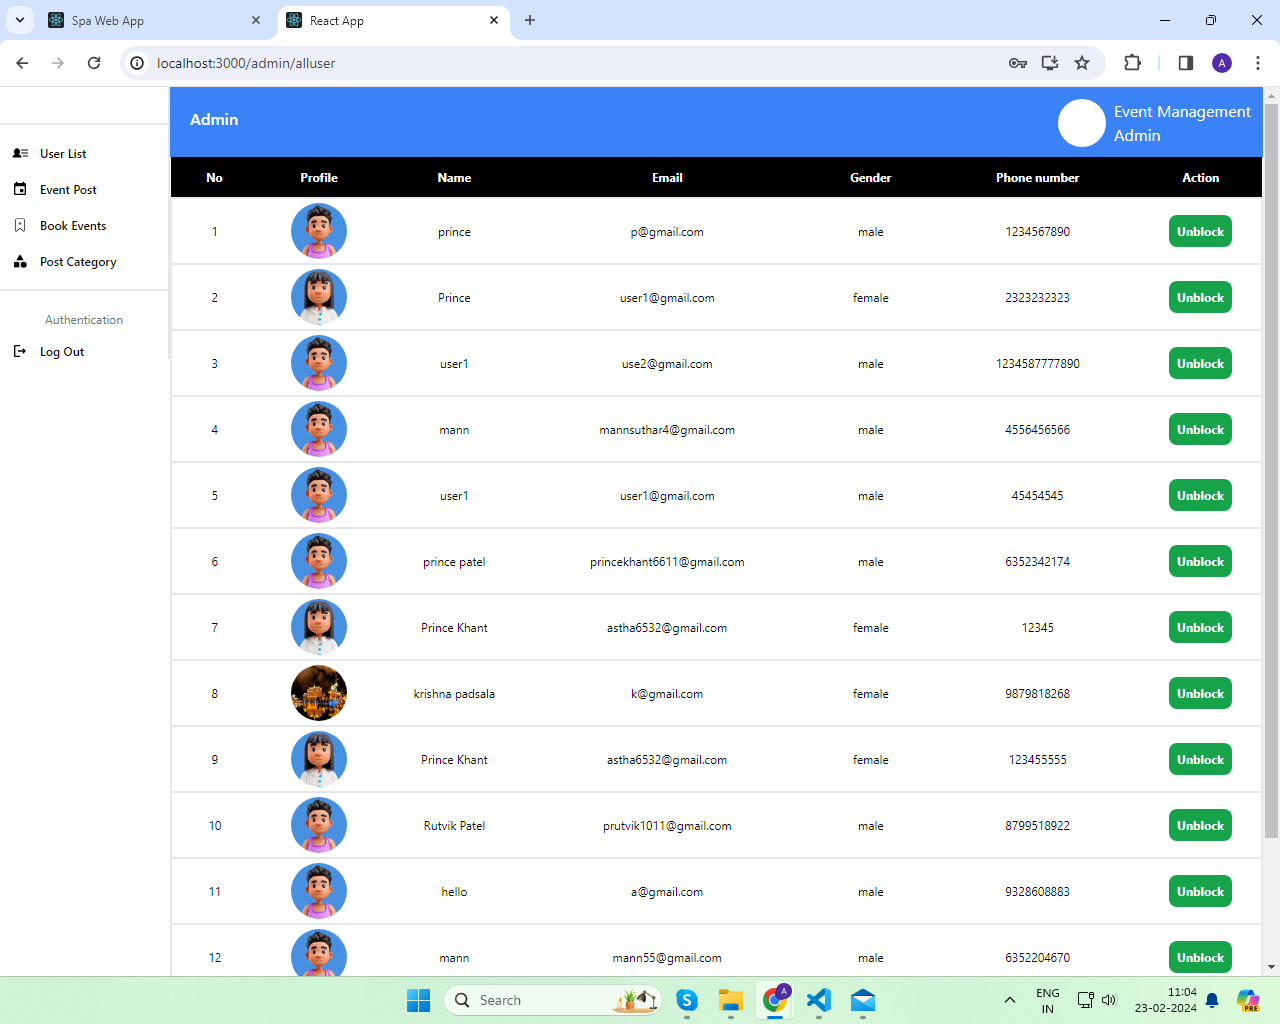 Spa Web App
React App
localhost:3000/admin/alluser
A
Admin
Event Management
Admin
User List
Event Post
Book Events
Post Category
Authentication
Log Out
No Profile Name Email Gender Phone number Action
1 prince p@gmail.com male 1234567890 Unblock
2 Prince user1@gmail.com female 2323232323 Unblock
3 user1 use2@gmail.com male 1234587777890 Unblock
4 mann mannsuthar4@gmail.com male 4556456566 Unblock
5 user1 user1@gmail.com male 45454545 Unblock
6 prince patel princekhant6611@gmail.com male 6352342174 Unblock
7 Prince Khant astha6532@gmail.com female 12345 Unblock
8 krishna padsala k@gmail.com female 9879818268 Unblock
9 Prince Khant astha6532@gmail.com female 123455555 Unblock
10 Rutvik Patel prutvik1011@gmail.com male 8799518922 Unblock
11 hello a@gmail.com male 9328608883 Unblock
12 mann mann55@gmail.com male 6352204670 Unblock
Search
S
A
ENG
IN
11:04
23-02-2024
PRE